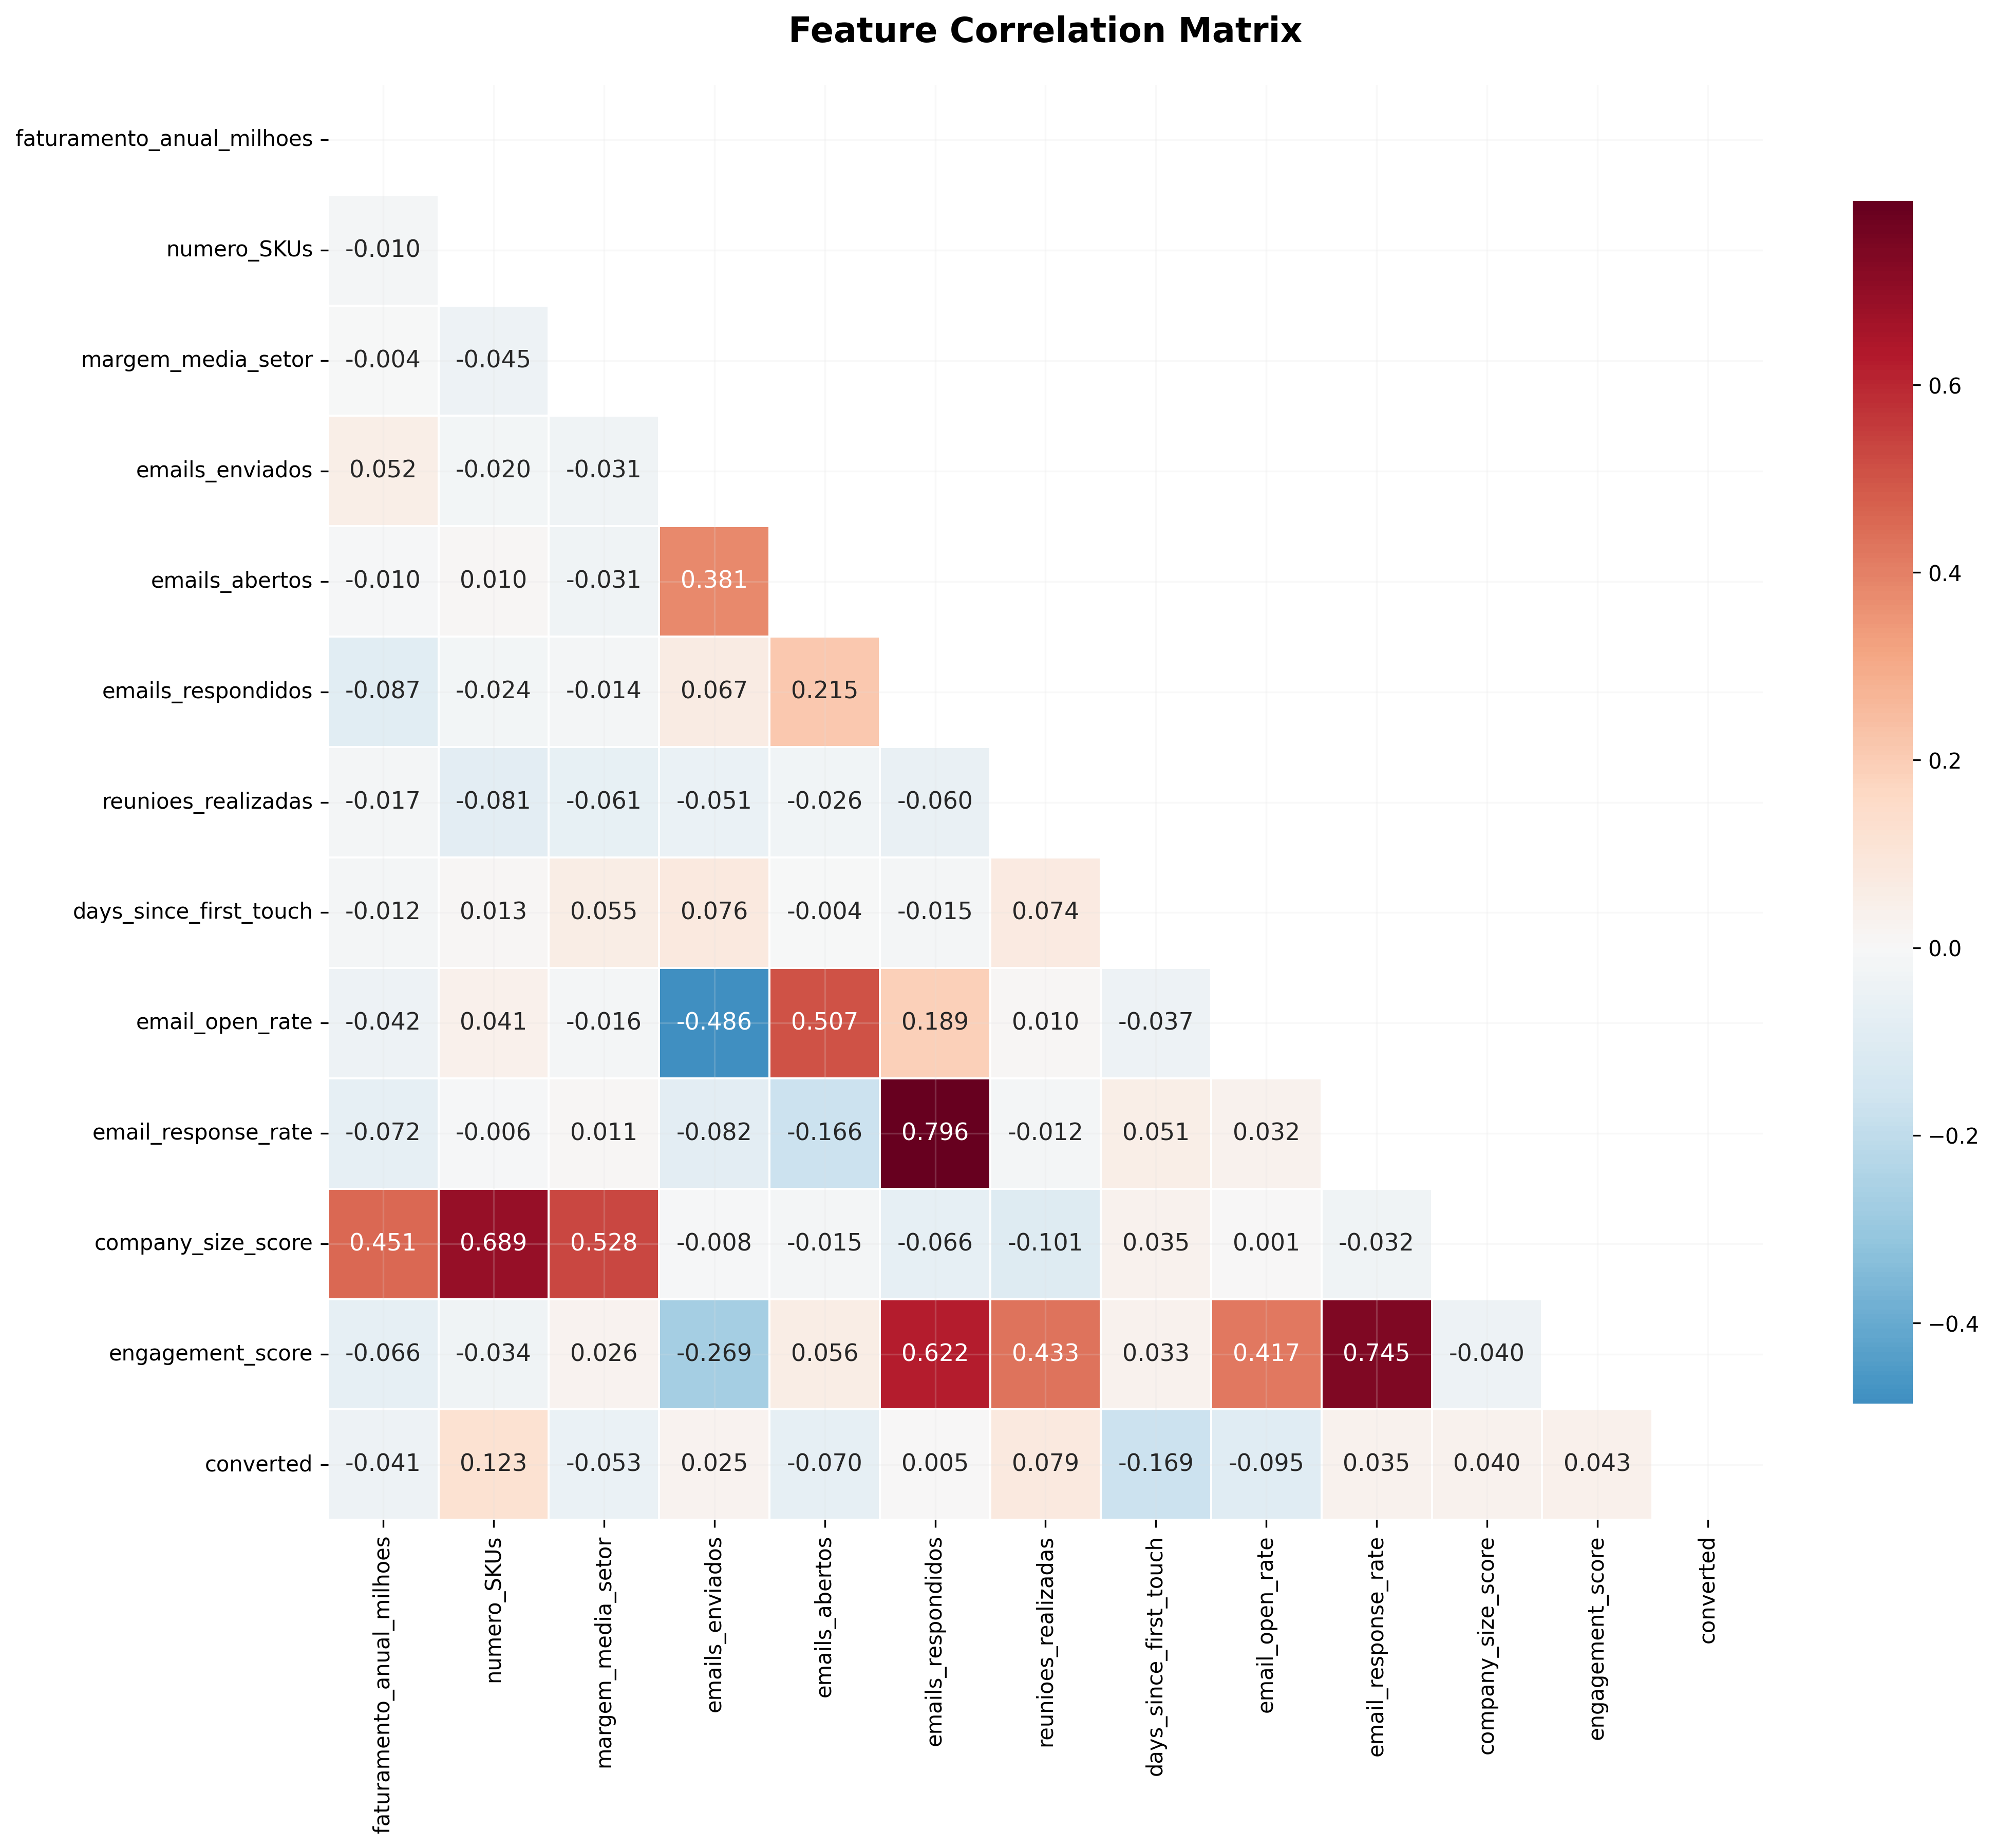 Feature Correlation Matrix
faturamento_anual_milhoes
numero_SKUs -0.010
margem_media_setor -0.004 -0.045
emails_enviados 0.052 -0.020 -0.031
emails_abertos -0.010 0.010 -0.031 0.381
emails_respondidos -0.087 -0.024 -0.014 0.067 0.215
reunioes_realizadas -0.017 -0.081 -0.061 -0.051 -0.026 -0.060
days_since_first_touch -0.012 0.013 0.055 0.076 -0.004 -0.015 0.074
email_open_rate -0.042 0.041 -0.016 -0.486 0.507 0.189 0.010 -0.037
email_response_rate -0.072 -0.006 0.011 -0.082 -0.166 0.796 -0.012 0.051 0.032
company_size_score 0.451 0.689 0.528 -0.008 -0.015 -0.066 -0.101 0.035 0.001 -0.032
engagement_score -0.066 -0.034 0.026 -0.269 0.056 0.622 0.433 0.033 0.417 0.745 -0.040
converted -0.041 0.123 -0.053 0.025 -0.070 0.005 0.079 -0.169 -0.095 0.035 0.040 0.043
faturamento_anual_milhoes
numero_SKUs
margem_media_setor
emails_enviados
emails_abertos
emails_respondidos
reunioes_realizadas
days_since_first_touch
email_open_rate
email_response_rate
company_size_score
engagement_score
converted
0.6
0.4
0.2
0.0
−0.2
−0.4